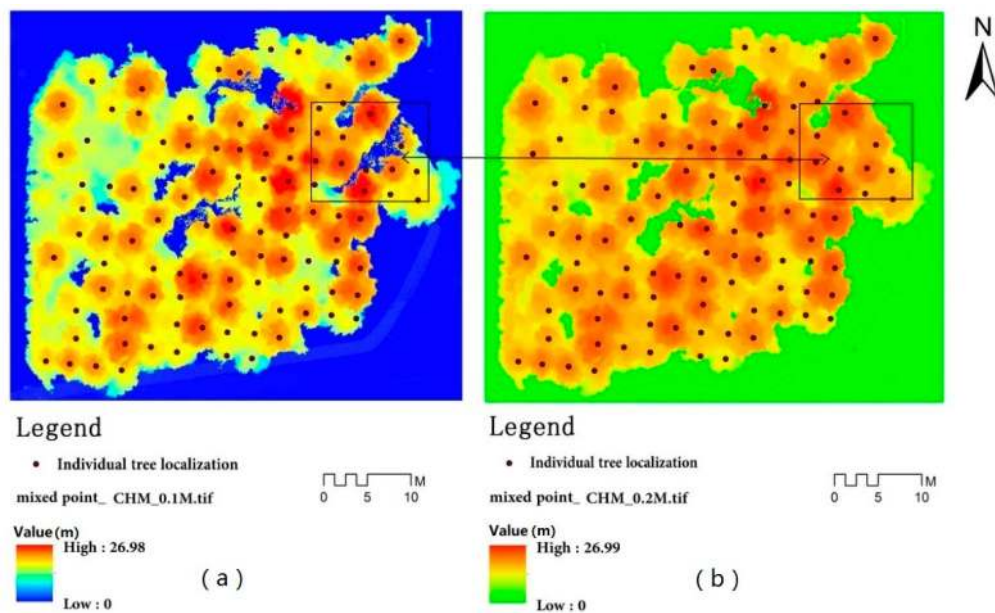 N
Legend
Individual tree localization
mixed point_ CHM_0.1M.tif
0 5 10 M
Value (m)
High : 26.98
Low : 0
( a )
Legend
Individual tree localization
mixed point_ CHM_0.2M.tif
0 5 10 M
Value (m)
High : 26.99
Low : 0
( b )